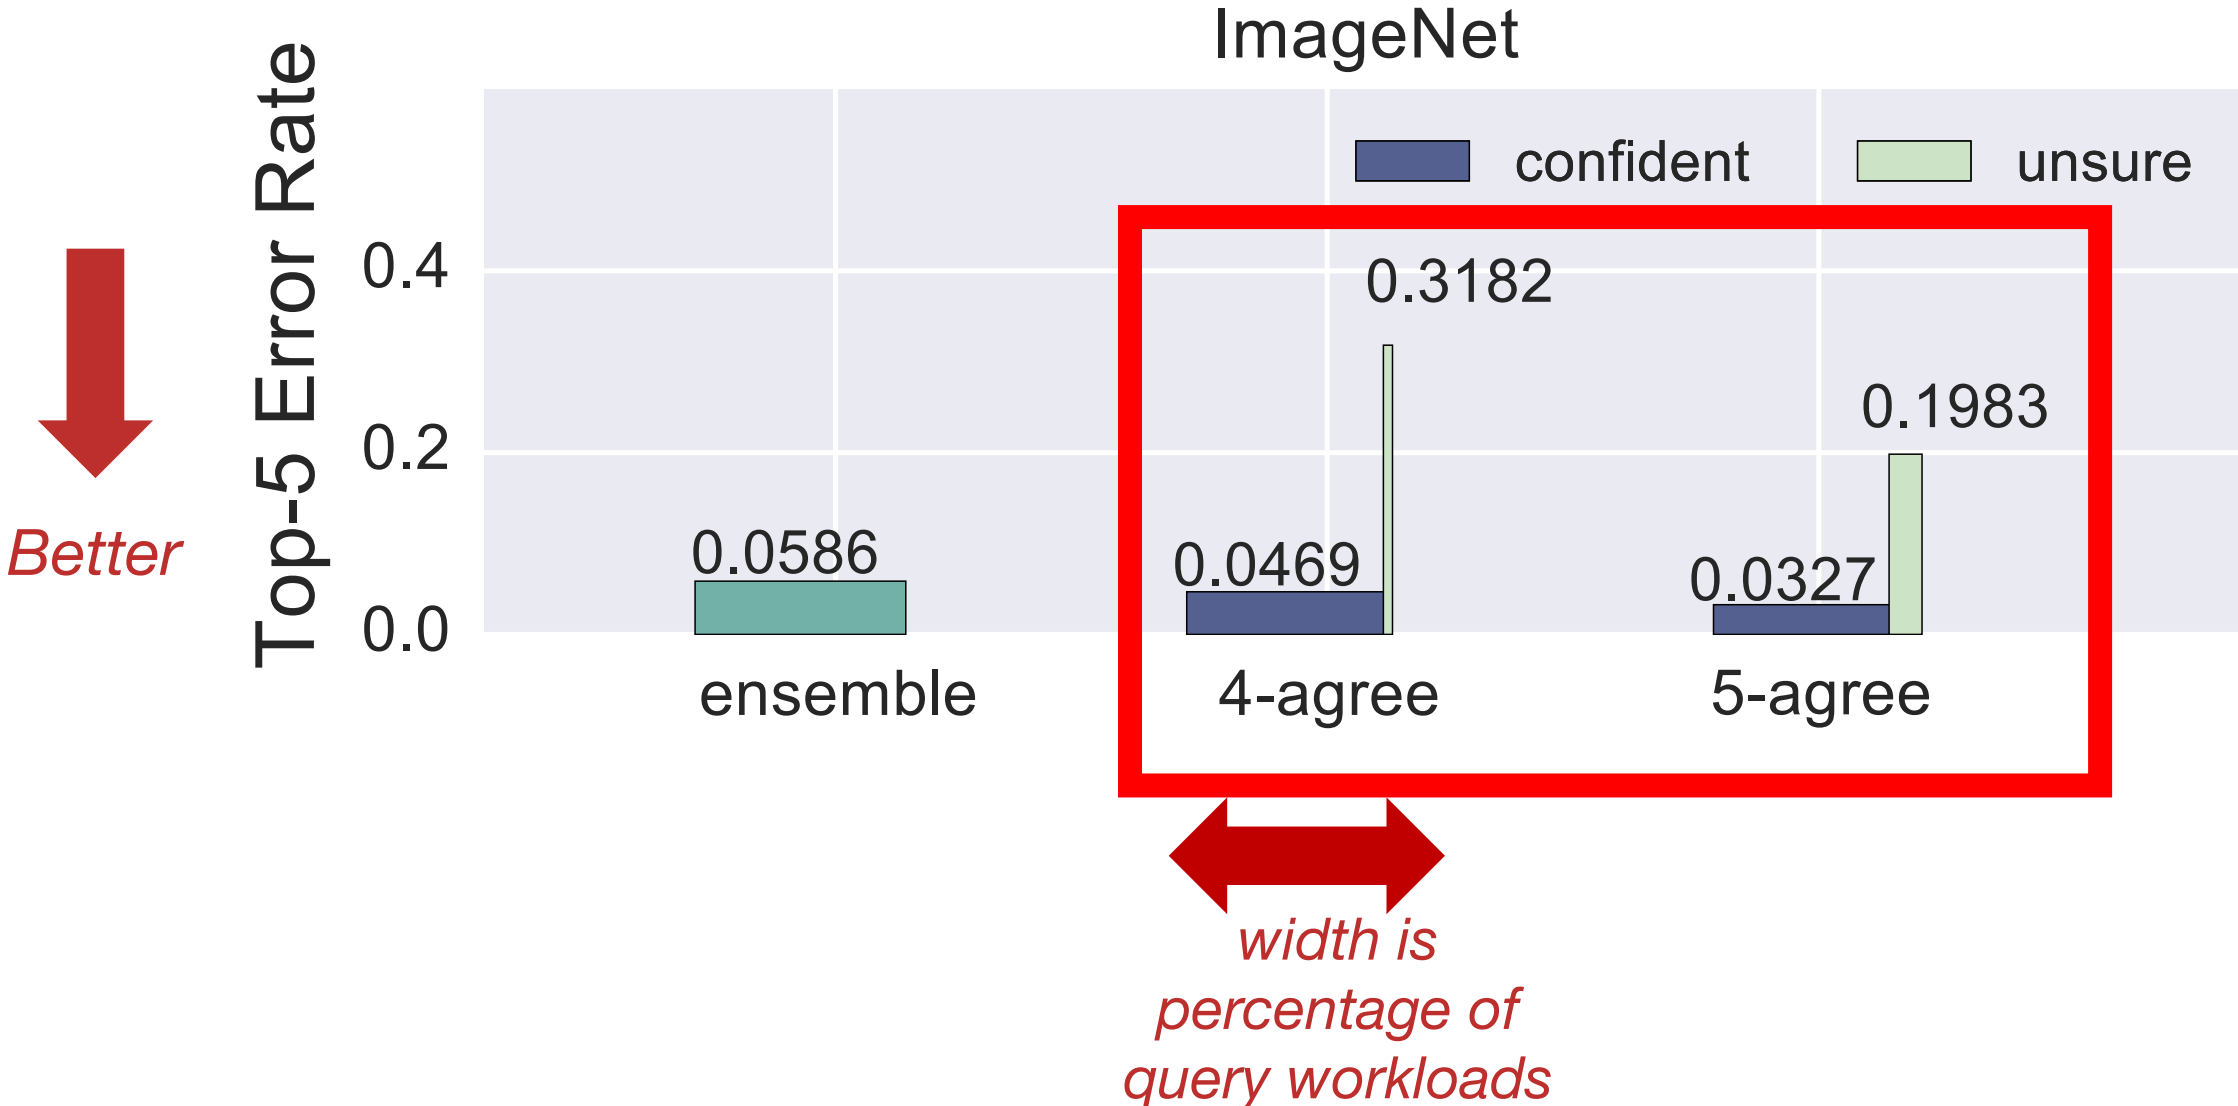 ImageNet
Top-5 Error Rate
confident
unsure
0.4
0.2
0.0
Better
0.0586
0.0469
0.3182
0.0327
0.1983
ensemble
4-agree
5-agree
width is
percentage of
query workloads